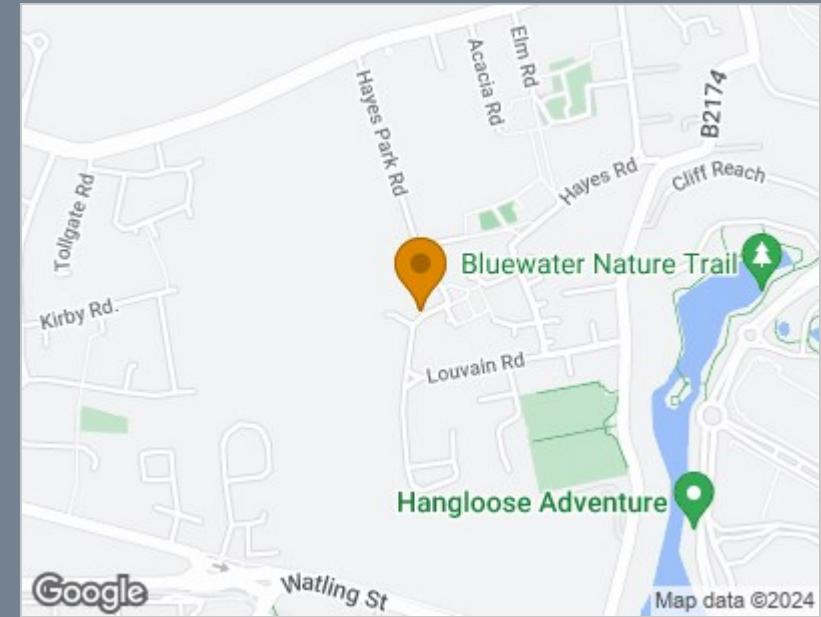 Elm Rd
Acacia Rd
Hayes Park Rd
B2174
Hayes Rd
Cliff Reach
Tollgate Rd
Bluewater Nature Trail
Kirby Rd.
Louvain Rd
Hangloose Adventure
Watling St
Google
Map data ©2024